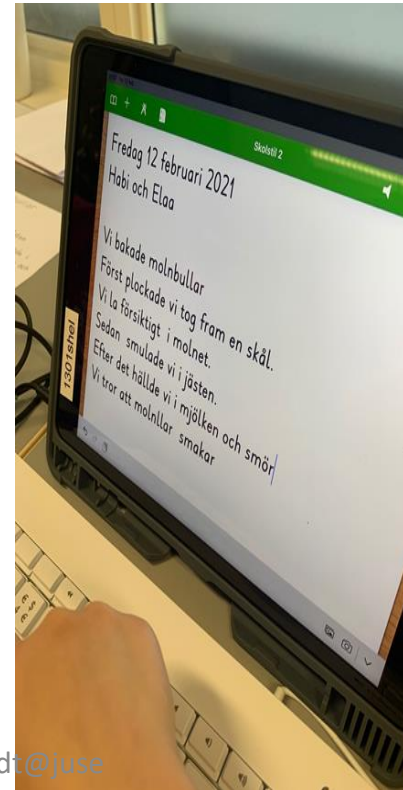 Skolstil 2
Fredag 12 februari 2021
Habi och Elaa
Vi bakade molnbullar
Först plockade vi tog fram en skål.
Vi la försiktigt i molnet.
Sedan smulade vi i jästen.
Efter det hällde vi i mjölken och smör
Vi tror att molnllar smakar
1301shel
dt@juse